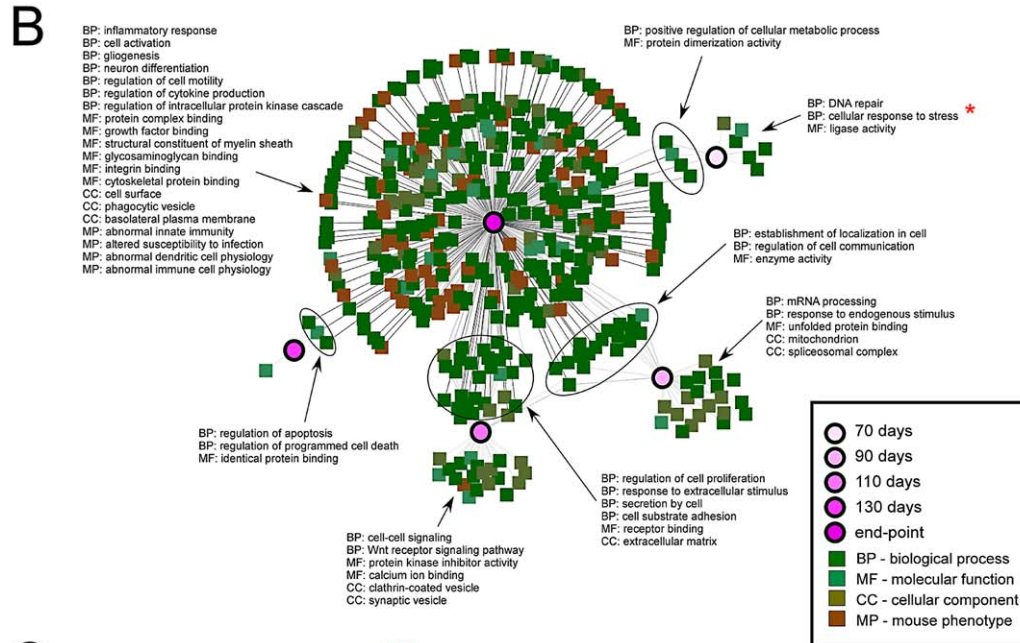 B
BP: inflammatory response
BP: cell activation
BP: gliogenesis
BP: neuron differentiation
BP: regulation of cell motility
BP: regulation of cytokine production
BP: regulation of intracellular protein kinase cascade
MF: protein complex binding
MF: growth factor binding
MF: structural constituent of myelin sheath
MF: glycosaminoglycan binding
MF: integrin binding
MF: cytoskeletal protein binding
CC: cell surface
CC: phagocytic vesicle
CC: basolateral plasma membrane
MP: abnormal innate immunity
MP: altered susceptibility to infection
MP: abnormal dendritic cell physiology
MP: abnormal immune cell physiology
BP: positive regulation of cellular metabolic process
MF: protein dimerization activity
BP: DNA repair
BP: cellular response to stress *
MF: ligase activity
BP: establishment of localization in cell
BP: regulation of cell communication
MF: enzyme activity
BP: mRNA processing
BP: response to endogenous stimulus
MF: unfolded protein binding
CC: mitochondrion
CC: spliceosomal complex
BP: regulation of apoptosis
BP: regulation of programmed cell death
MF: identical protein binding
BP: regulation of cell proliferation
BP: response to extracellular stimulus
BP: secretion by cell
BP: cell substrate adhesion
MF: receptor binding
CC: extracellular matrix
BP: cell-cell signaling
BP: Wnt receptor signaling pathway
MF: protein kinase inhibitor activity
MF: calcium ion binding
CC: clathrin-coated vesicle
CC: synaptic vesicle
70 days
90 days
110 days
130 days
end-point
BP - biological process
MF - molecular function
CC - cellular component
MP - mouse phenotype